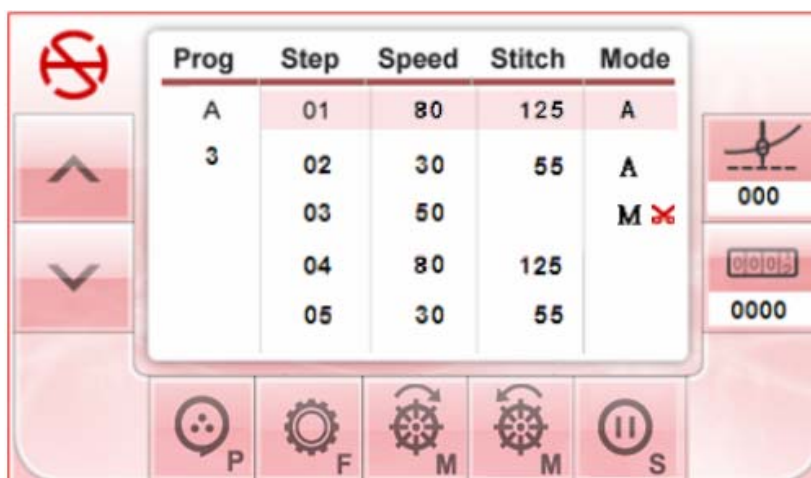 Prog Step Speed Stitch Mode
A 01 80 125 A
3 02 30 55 A
03 50 M
04 80 125
05 30 55
000
0000
P F M M S